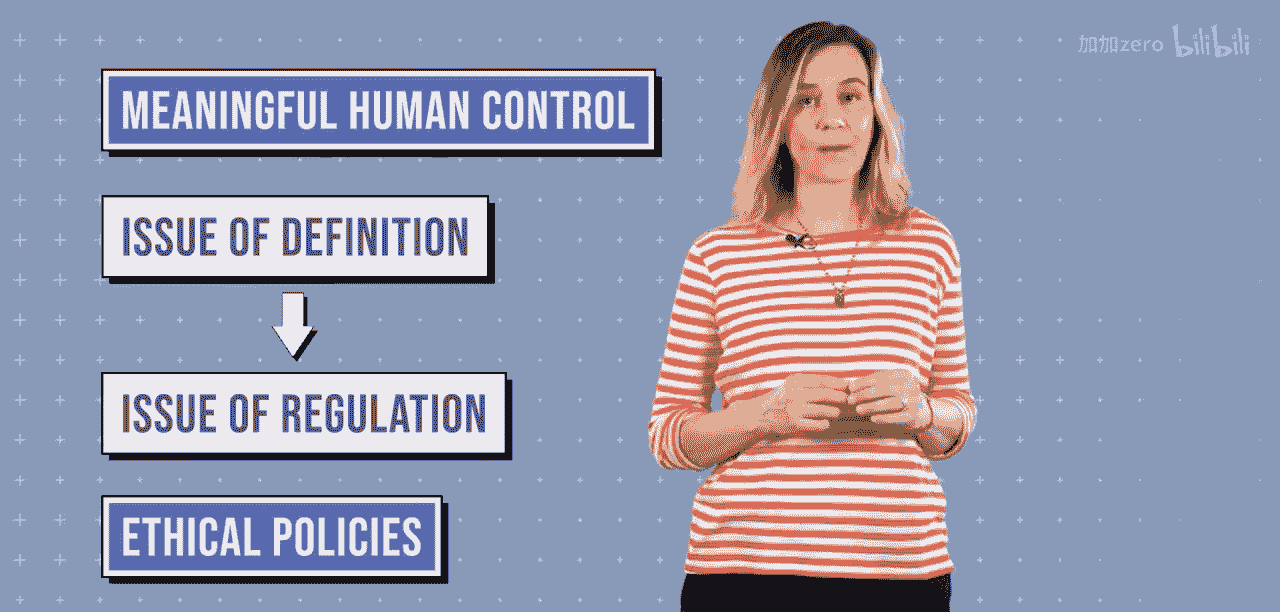 加加zero bilibili
MEANINGFUL HUMAN CONTROL
ISSUE OF DEFINITION
ISSUE OF REGULATION
ETHICAL POLICIES